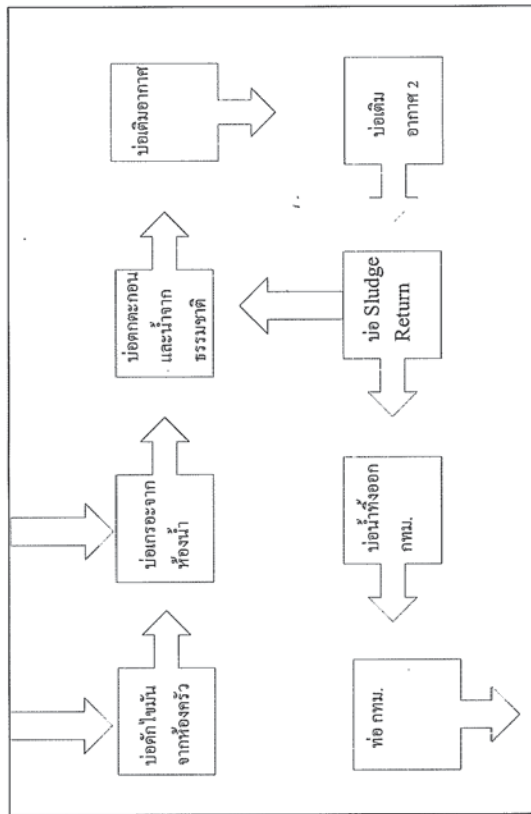 บ่อดักไขมัน
จากห้องครัว
บ่อเกรอะจาก
ห้องน้ำ
บ่อตกตะกอน
และน้ำจาก
ธรรมชาติ
บ่อเติมอากาศ
บ่อเติม
อากาศ 2
บ่อ Sludge
Return
บ่อน้ำทิ้งออก
กทม.
ท่อ กทม.